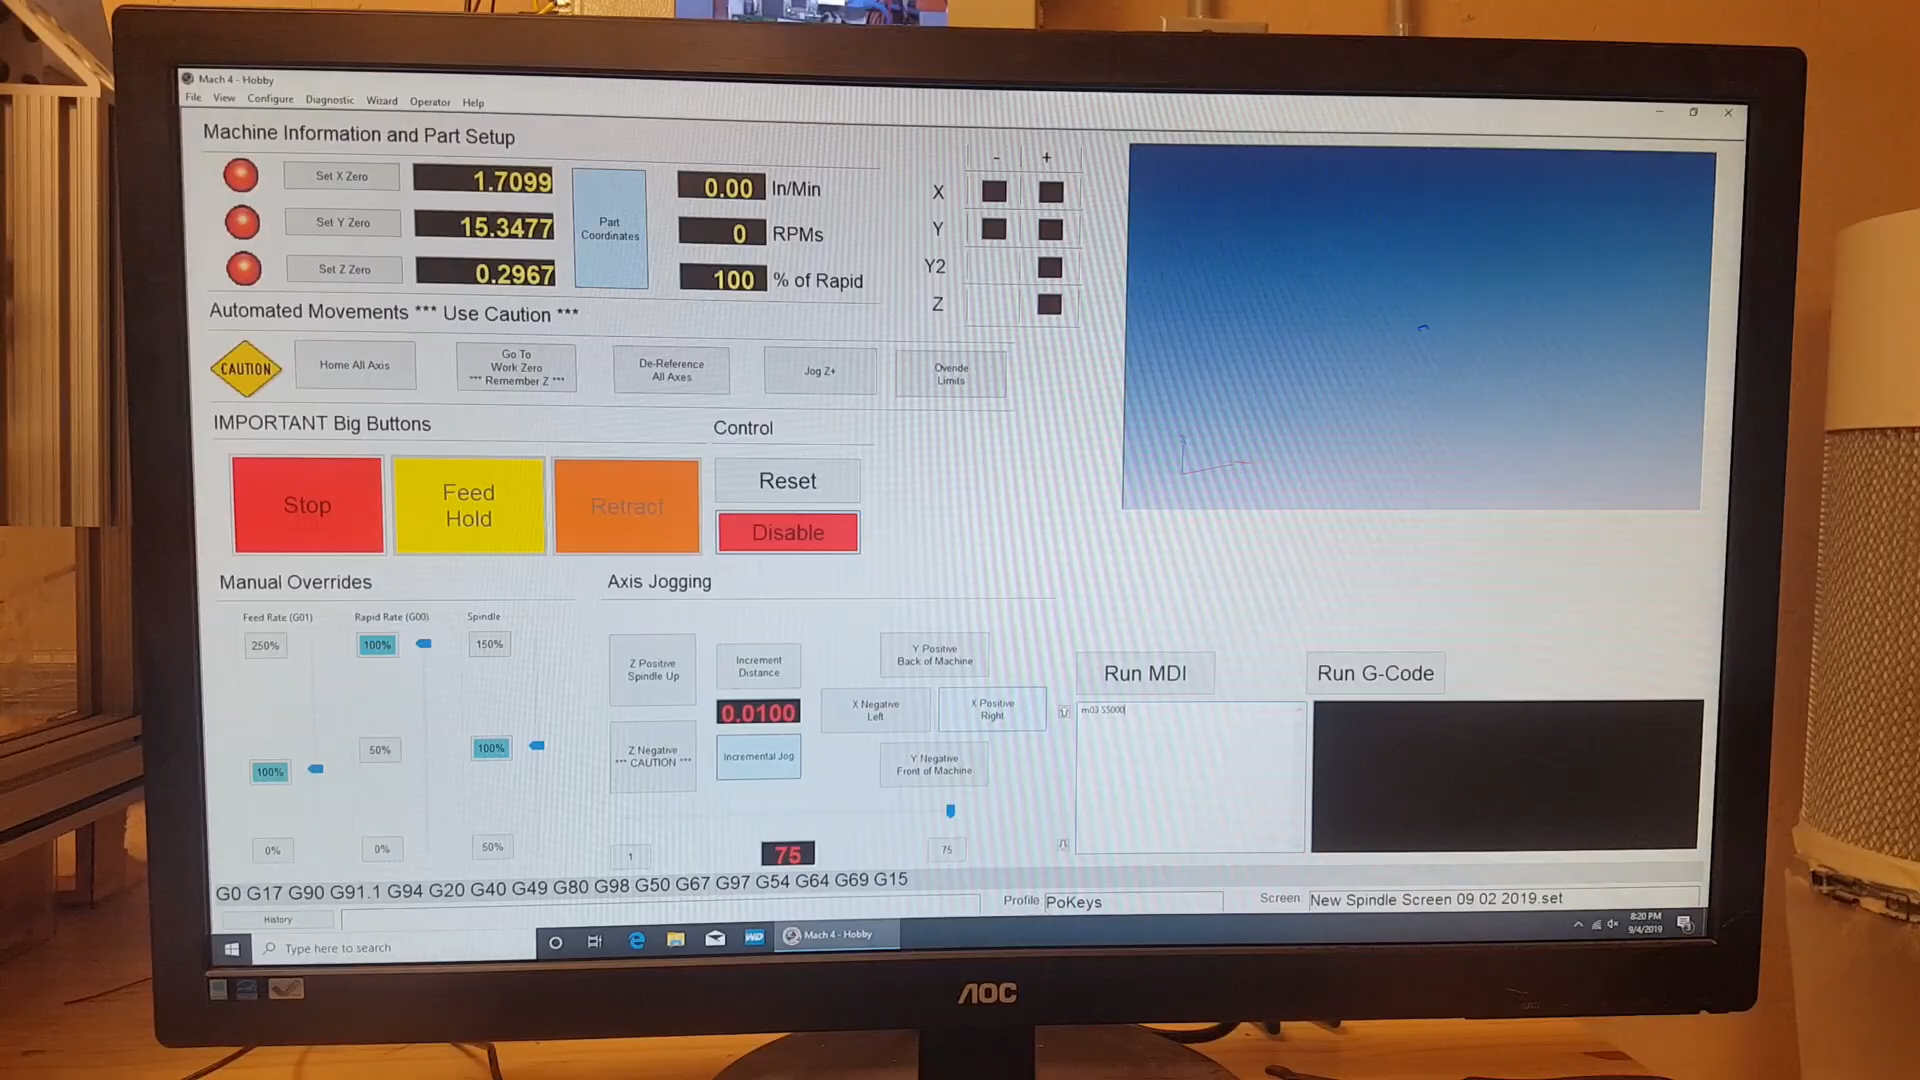 Mach 4 - Hobby
File View Configure Diagnostic Wizard Operator Help
Machine Information and Part Setup
Set X Zero 1.7099
Set Y Zero 15.3477
Set Z Zero 0.2967
Part
Coordinates
0.00 In/Min
0 RPMs
100 % of Rapid
- +
X
Y
Y2
Z
Automated Movements *** Use Caution ***
CAUTION
Home All Axis
Go To
Work Zero
*** Remember Z ***
De-Reference
All Axes
Jog Z+
Limits
IMPORTANT Big Buttons
Control
Stop
Feed
Hold
Retract
Reset
Disable
Manual Overrides
Feed Rate (G01) Rapid Rate (G00) Spindle
250% 100% 150%
50% 100%
100%
0% 0% 50%
Axis Jogging
Z Positive
Spindle Up
Increment
Distance
Y Positive
Back of Machine
0.0100
X Negative
Left
X Positive
Right
Z Negative
*** CAUTION ***
Incremental Jog
Y Negative
Front of Machine
1 75 75
Run MDI Run G-Code
m03 S5000
G0 G17 G90 G91.1 G94 G20 G40 G49 G80 G98 G50 G67 G97 G54 G64 G69 G15
History
Profile PoKeys
Screen: New Spindle Screen 09 02 2019.set
Type here to search
WD
Mach 4 - Hobby
8:20 PM
9/4/2019
3
AOC